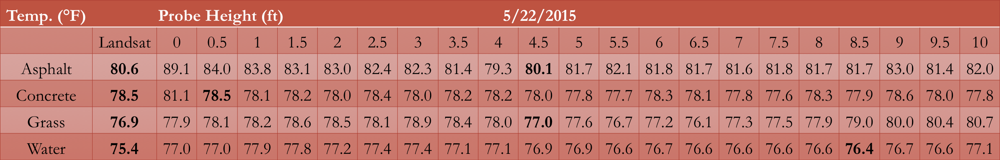 Temp. (°F) Probe Height (ft) 5/22/2015
Landsat 0 0.5 1 1.5 2 2.5 3 3.5 4 4.5 5 5.5 6 6.5 7 7.5 8 8.5 9 9.5 10
Asphalt 80.6 89.1 84.0 83.8 83.1 83.0 82.4 82.3 81.4 79.3 80.1 81.7 82.1 81.8 81.7 81.6 81.8 81.7 81.7 83.0 81.4 82.0
Concrete 78.5 81.1 78.5 78.1 78.2 78.0 78.4 78.0 78.2 78.2 78.0 77.8 77.7 78.3 78.1 77.8 77.6 78.3 77.9 78.6 78.0 77.8
Grass 76.9 77.9 78.1 78.2 78.6 78.5 78.1 78.9 78.4 78.0 77.0 77.6 76.7 77.2 76.1 77.3 77.5 77.9 79.0 80.0 80.4 80.7
Water 75.4 77.0 77.0 77.9 77.8 77.2 77.4 77.4 77.1 77.1 76.9 76.9 76.6 76.7 76.6 76.6 76.6 76.6 76.4 76.7 76.6 77.1